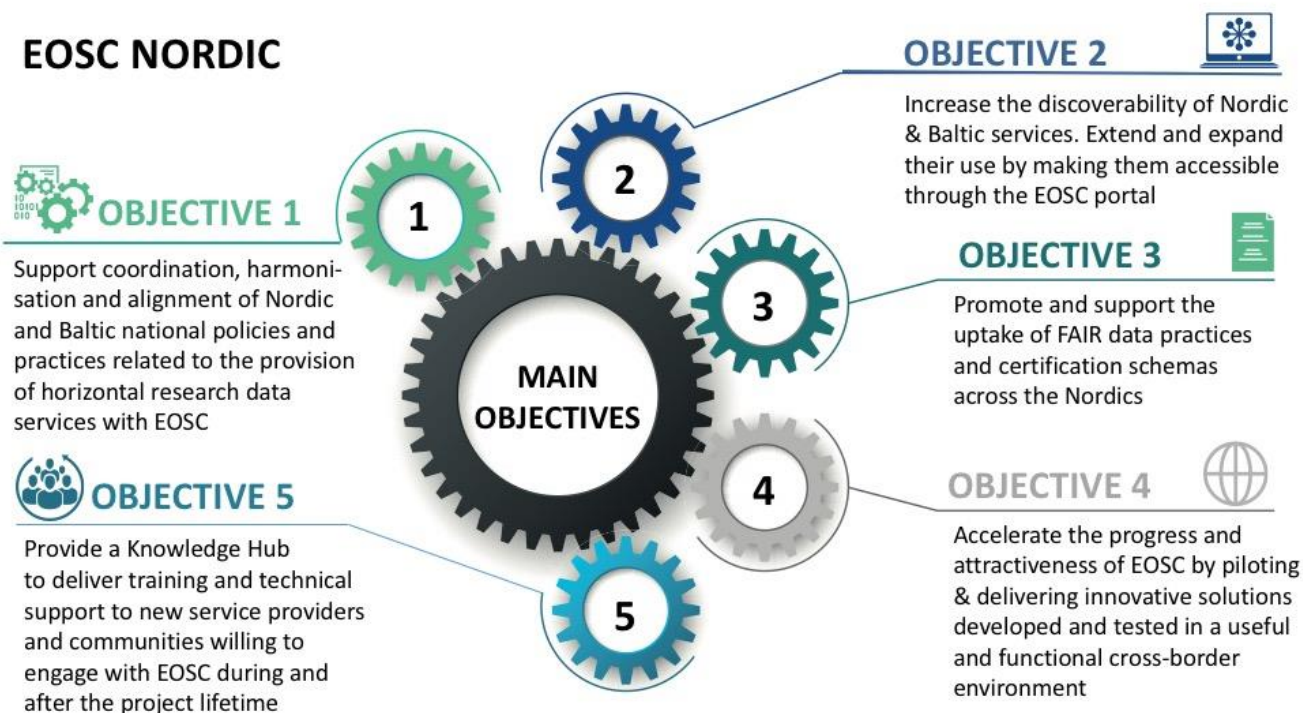 EOSC NORDIC
OBJECTIVE 1
Support coordination, harmoni-
sation and alignment of Nordic
and Baltic national policies and
practices related to the provision
of horizontal research data
services with EOSC
OBJECTIVE 2
Increase the discoverability of Nordic
& Baltic services. Extend and expand
their use by making them accessible
through the EOSC portal
OBJECTIVE 3
Promote and support the
uptake of FAIR data practices
and certification schemas
across the Nordics
OBJECTIVE 4
Accelerate the progress and
attractiveness of EOSC by piloting
& delivering innovative solutions
developed and tested in a useful
and functional cross-border
environment
OBJECTIVE 5
Provide a Knowledge Hub
to deliver training and technical
support to new service providers
and communities willing to
engage with EOSC during and
after the project lifetime
MAIN
OBJECTIVES
1
2
3
4
5
10
10101
010